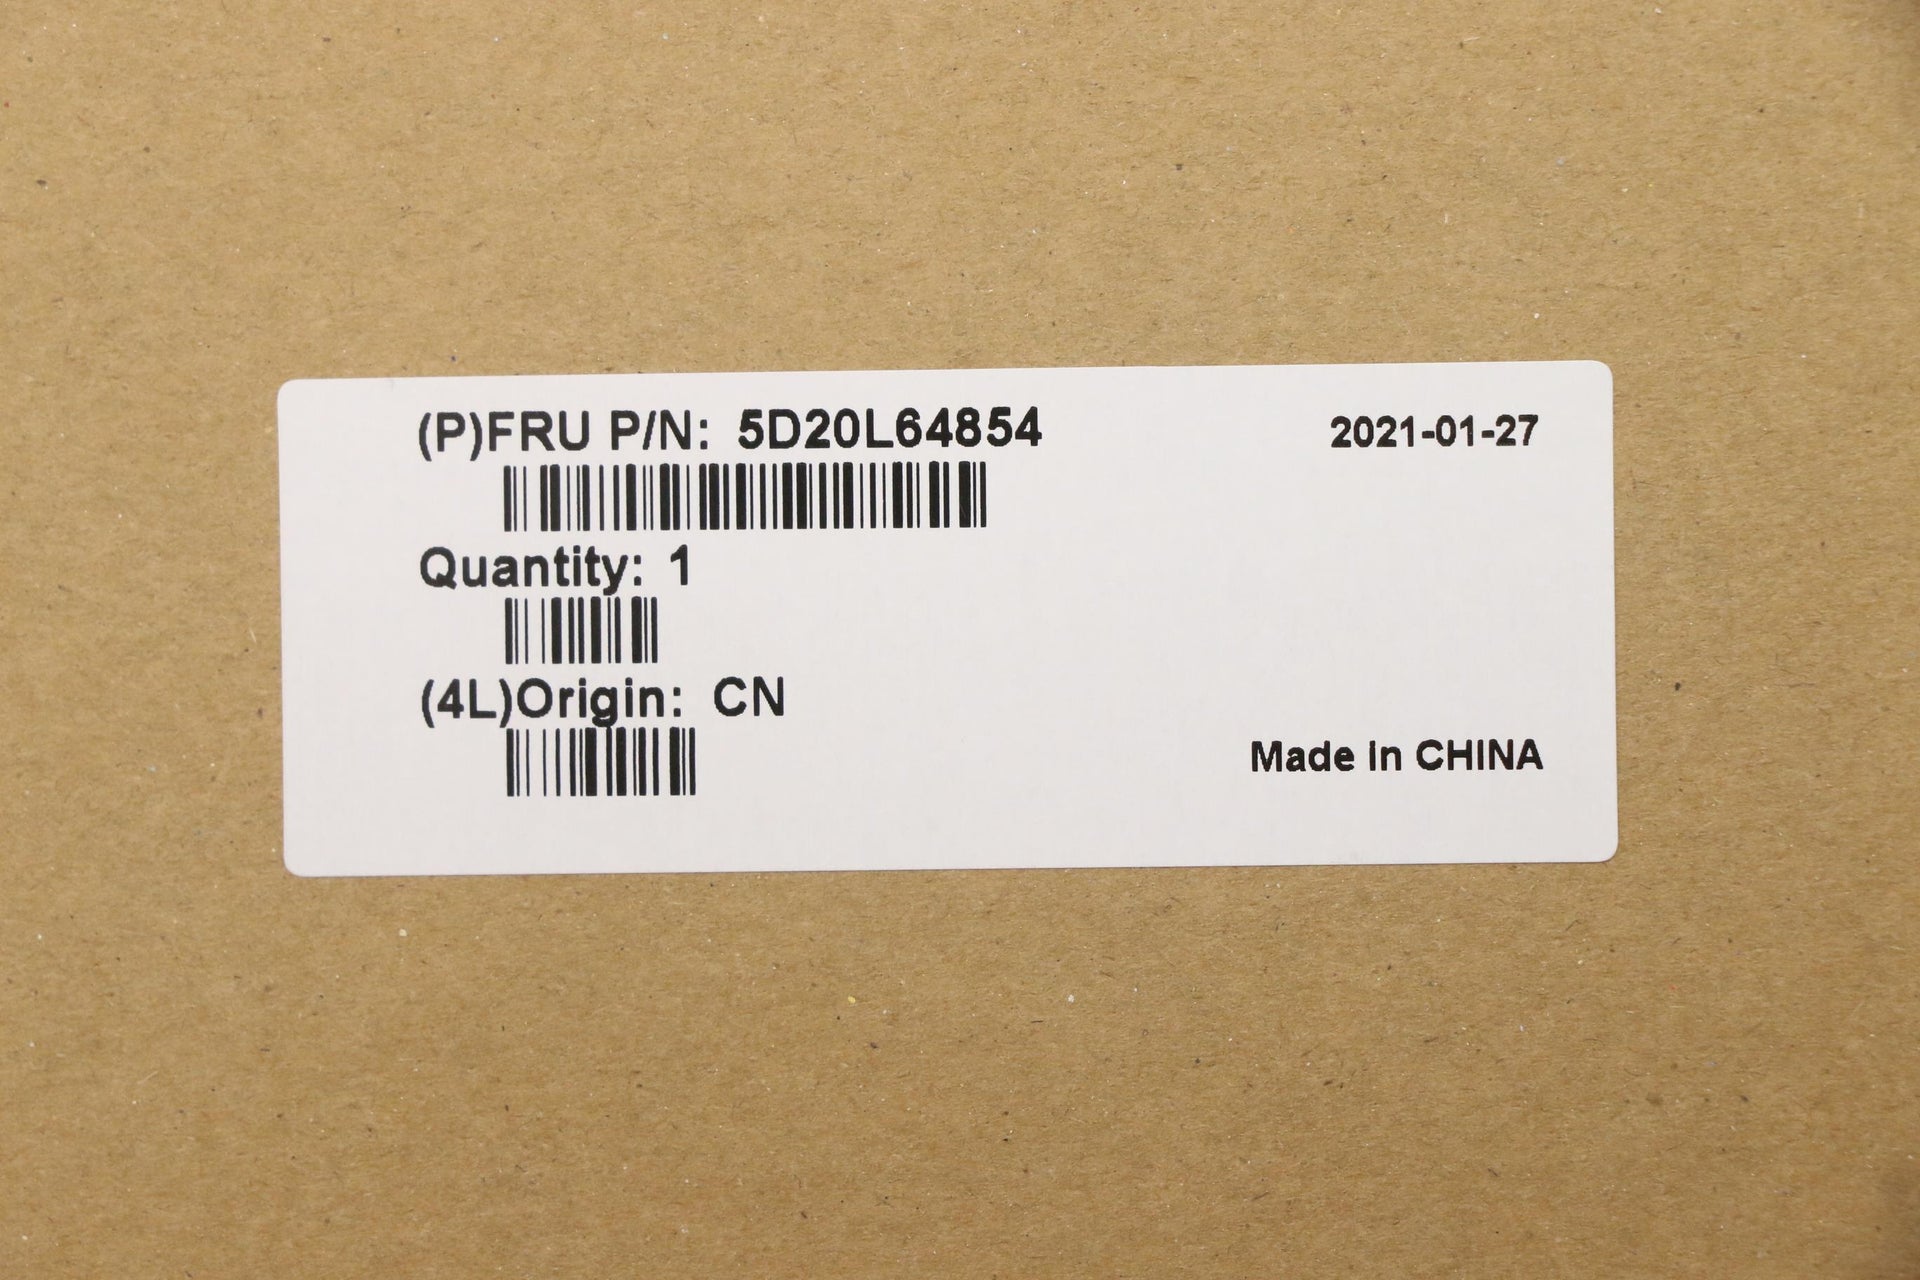 (P)FRU P/N: 5D20L64854
2021-01-27
Quantity: 1
(4L)Origin: CN
Made in CHINA